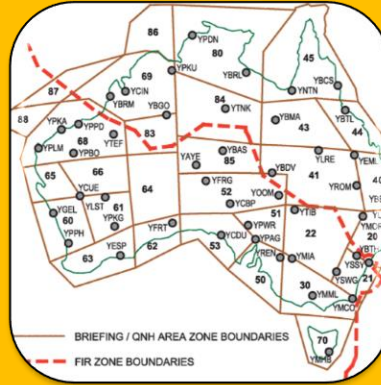 86
YPDN
80
45
69
YPKU
87
YCIN
YBRL
YBCS
YBRM
84
YNTN
88
YBGO
YTNK
YBTL
YPKA
YPPD
YBMA
44
68
YTEF
83
43
YPLM
YPBO
YBAS
YLRE
YEML
YAYE
85
YBDV
41
65
66
64
YFRG
40
YCUE
52
YOOM
YROM
YGEL
YLST
61
YCBP
51
YTIB
60
YPKG
YPWR
22
YPPH
YFRT
53
YCDU
YPAG
20
YREN
YMIA
YSSY
63
YESP
62
50
YSWG
21
30
YMML
YMCO
70
YMHB
BRIEFING / QNH AREA ZONE BOUNDARIES
FIR ZONE BOUNDARIES